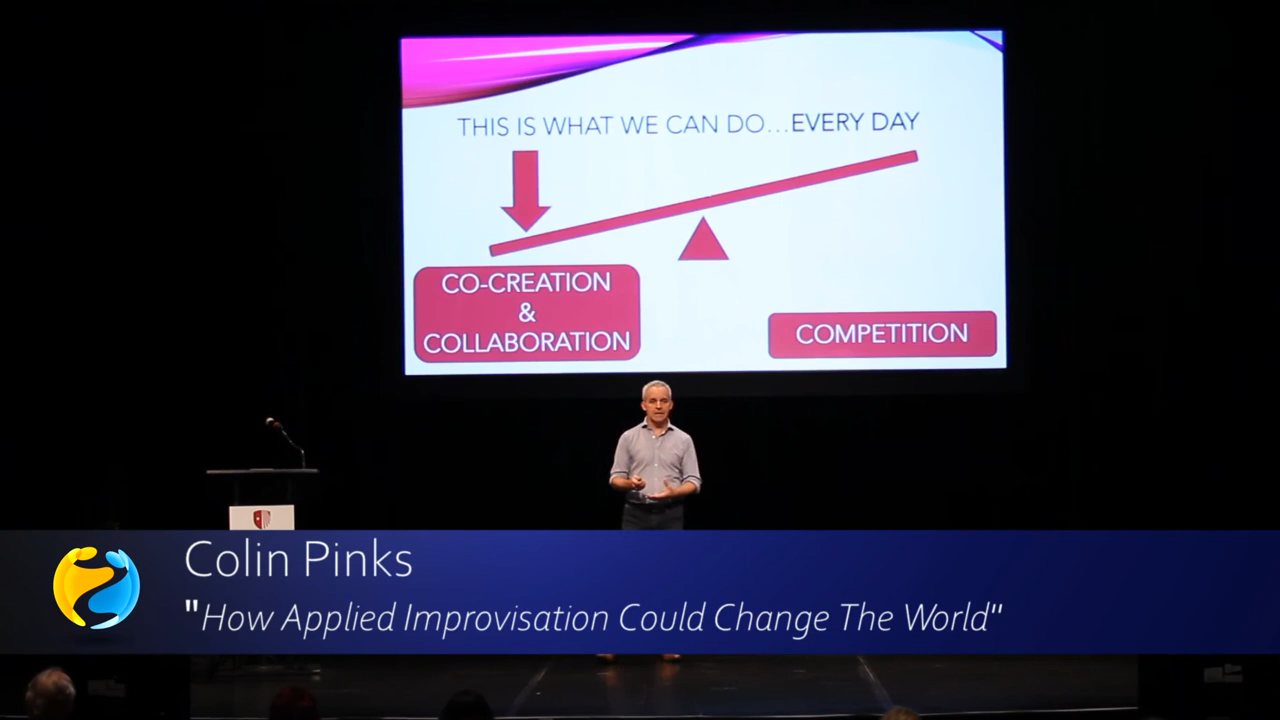 THIS IS WHAT WE CAN DO...EVERY DAY
CO-CREATION
&
COLLABORATION
COMPETITION
Colin Pinks
"How Applied Improvisation Could Change The World"